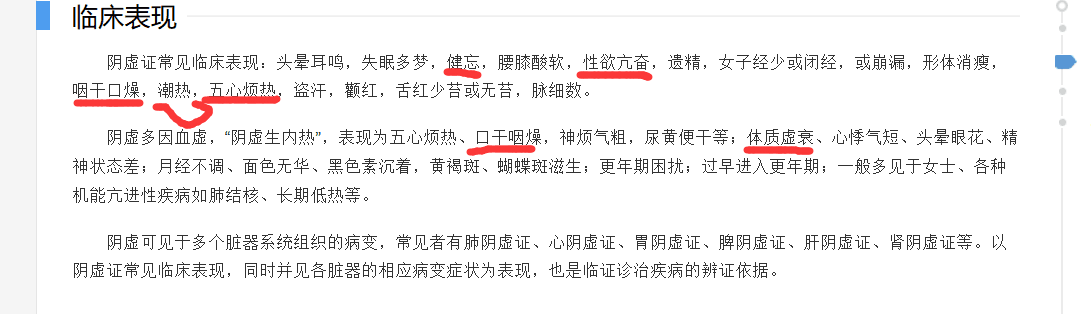 临床表现
阴虚证常见临床表现：头晕耳鸣，失眠多梦，健忘，腰膝酸软，性欲亢奋，遗精，女子经少或闭经，或崩漏，形体消瘦，
咽干口燥，潮热，五心烦热，盗汗，颧红，舌红少苔或无苔，脉细数。
阴虚多因血虚，“阴虚生内热”，表现为五心烦热、口干咽燥，神烦气粗，尿黄便干等；体质虚衰、心悸气短、头晕眼花、精
神状态差；月经不调、面色无华、黑色素沉着，黄褐斑、蝴蝶斑滋生；更年期困扰；过早进入更年期；一般多见于女士、各种
机能亢进性疾病如肺结核、长期低热等。
阴虚可见于多个脏器系统组织的病变，常见者有肺阴虚证、心阴虚证、胃阴虚证、脾阴虚证、肝阴虚证、肾阴虚证等。以
阴虚证常见临床表现，同时并见各脏器的相应病变症状为表现，也是临证诊治疾病的辨证依据。